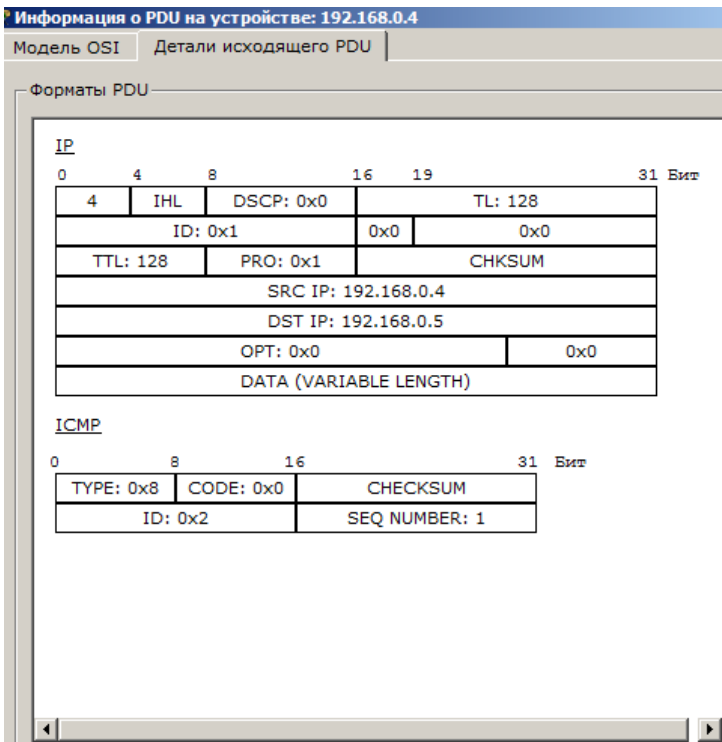 Информация о PDU на устройстве: 192.168.0.4
Модель OSI Детали исходящего PDU
Форматы PDU
IP
0 4 8 16 19 31 Бит
4 IHL DSCP: 0x0 TL: 128
ID: 0x1 0x0 0x0
TTL: 128 PRO: 0x1 CHKSUM
SRC IP: 192.168.0.4
DST IP: 192.168.0.5
OPT: 0x0 0x0
DATA (VARIABLE LENGTH)
ICMP
0 8 16 31 Бит
TYPE: 0x8 CODE: 0x0 CHECKSUM
ID: 0x2 SEQ NUMBER: 1